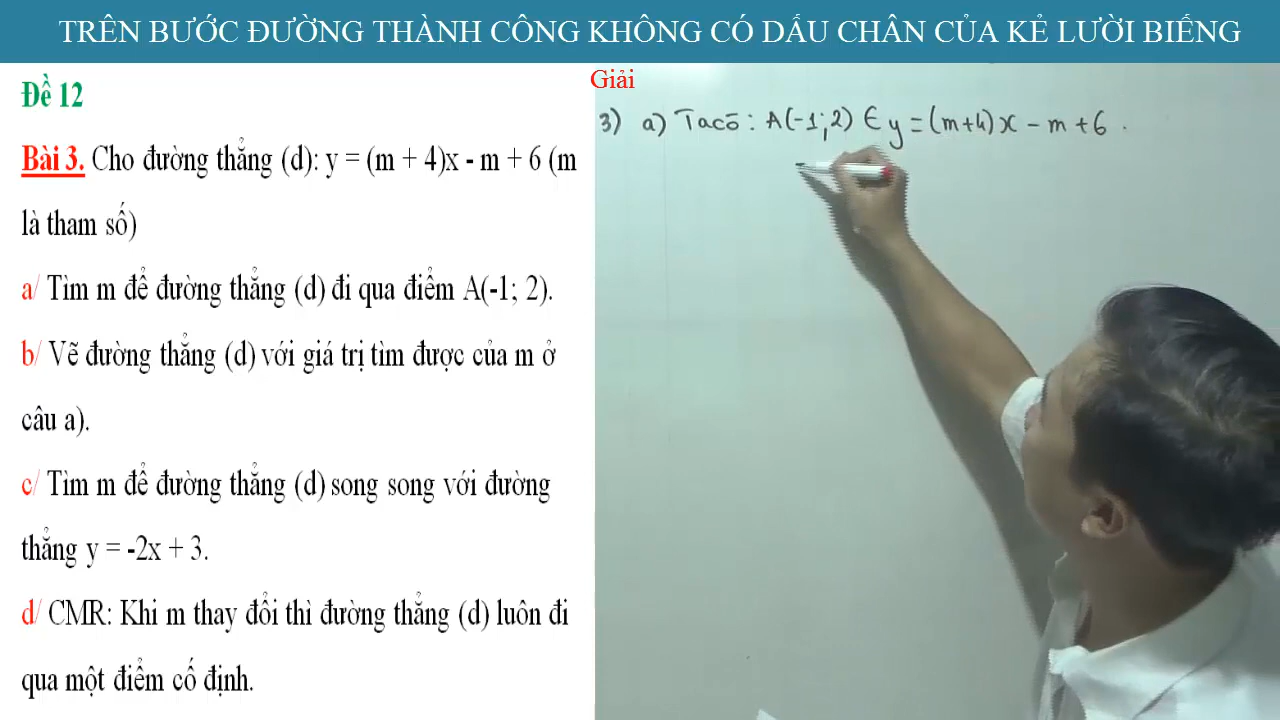 TRÊN BƯỚC ĐƯỜNG THÀNH CÔNG KHÔNG CÓ DẤU CHÂN CỦA KẺ LƯỜI BIẾNG
Đề 12
Bài 3. Cho đường thẳng (d): y = (m + 4)x - m + 6 (m
là tham số)
a/ Tìm m để đường thẳng (d) đi qua điểm A(-1; 2).
b/ Vẽ đường thẳng (d) với giá trị tìm được của m ở
câu a).
c/ Tìm m để đường thẳng (d) song song với đường
thẳng y = -2x + 3.
d/ CMR: Khi m thay đổi thì đường thẳng (d) luôn đi
qua một điểm cố định.
Giải
3) a) Ta có : A(-1;2) ∈ y = (m+4)x - m + 6 .